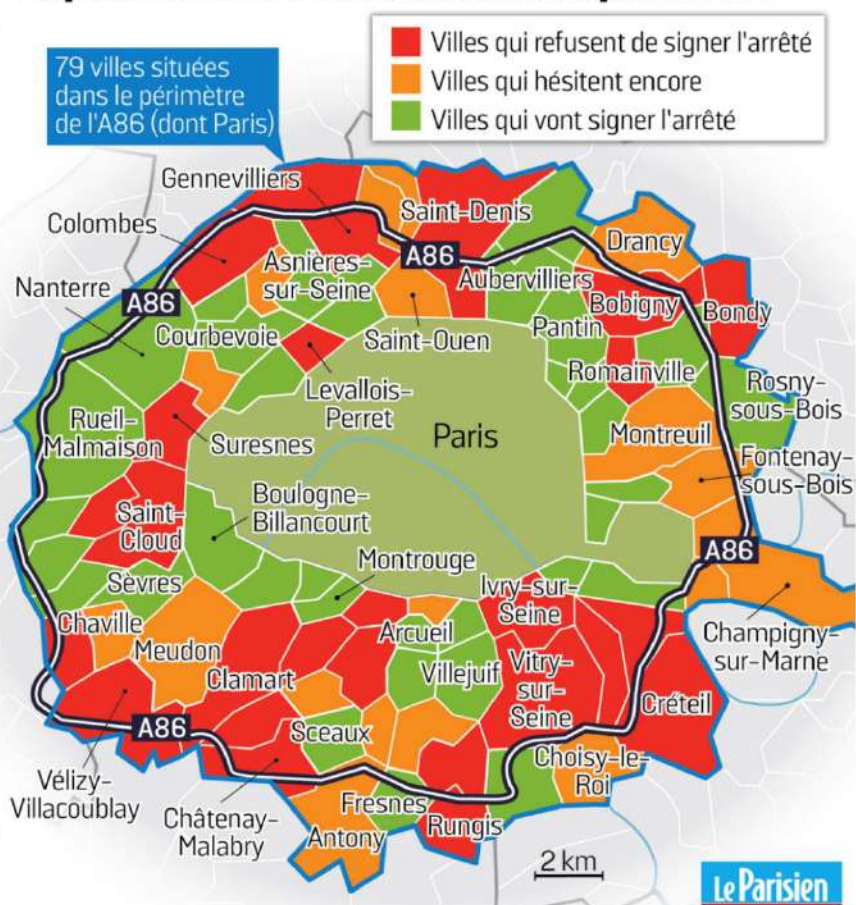 Villes qui refusent de signer l'arrêté
Villes qui hésitent encore
Villes qui vont signer l'arrêté
79 villes situées
dans le périmètre
de l'A86 (dont Paris)
Gennevilliers
Saint-Denis
Colombes
Drancy
A86
Asnières-
sur-Seine
Aubervilliers
Nanterre
A86
Bobigny
Bondy
Courbevoie
Saint-Ouen
Pantin
Levallois-
Perret
Romainville
Rosny-
sous-Bois
Rueil-
Malmaison
Suresnes
Paris
Montreuil
Fontenay-
sous-Bois
Boulogne-
Billancourt
Saint-
Cloud
A86
Montrouge
Sèvres
Ivry-sur-
Seine
Chaville
Arcueil
Champigny-
sur-Marne
Meudon
Clamart
Villejuif
Vitry-
sur-
Seine
Créteil
A86
Sceaux
Choisy-le-
Roi
Vélizy-
Villacoublay
Châtenay-
Malabry
Fresnes
Antony
Rungis
2 km
Le Parisien